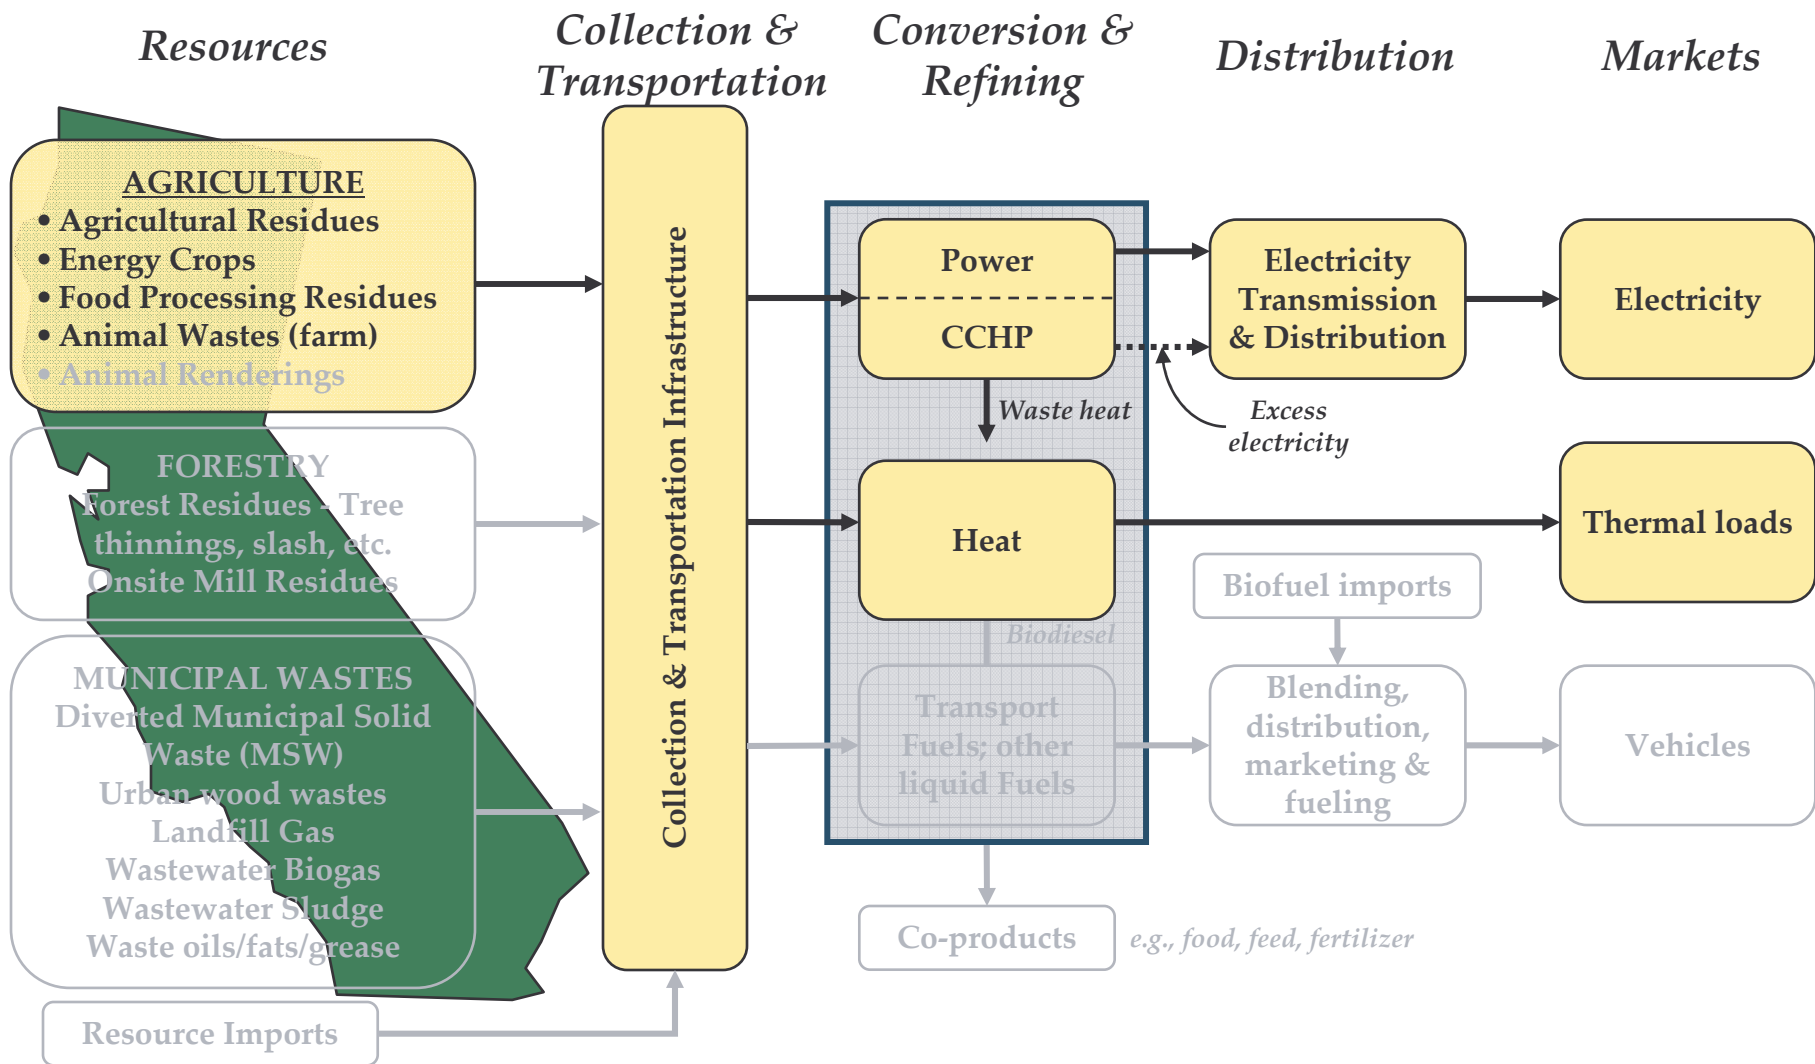 Resources
Collection &
Transportation
Conversion &
Refining
Distribution
Markets
AGRICULTURE
• Agricultural Residues
• Energy Crops
• Food Processing Residues
• Animal Wastes (farm)
• Animal Renderings
FORESTRY
Forest Residues - Tree
thinnings, slash, etc.
Onsite Mill Residues
MUNICIPAL WASTES
Diverted Municipal Solid
Waste (MSW)
Urban wood wastes
Landfill Gas
Wastewater Biogas
Wastewater Sludge
Waste oils/fats/grease
Resource Imports
Collection & Transportation Infrastructure
Power
CCHP
Waste heat
Heat
Biodiesel
Transport
Fuels; other
liquid Fuels
Co-products
e.g., food, feed, fertilizer
Electricity
Transmission
& Distribution
Excess
electricity
Biofuel imports
Blending,
distribution,
marketing &
fueling
Electricity
Thermal loads
Vehicles